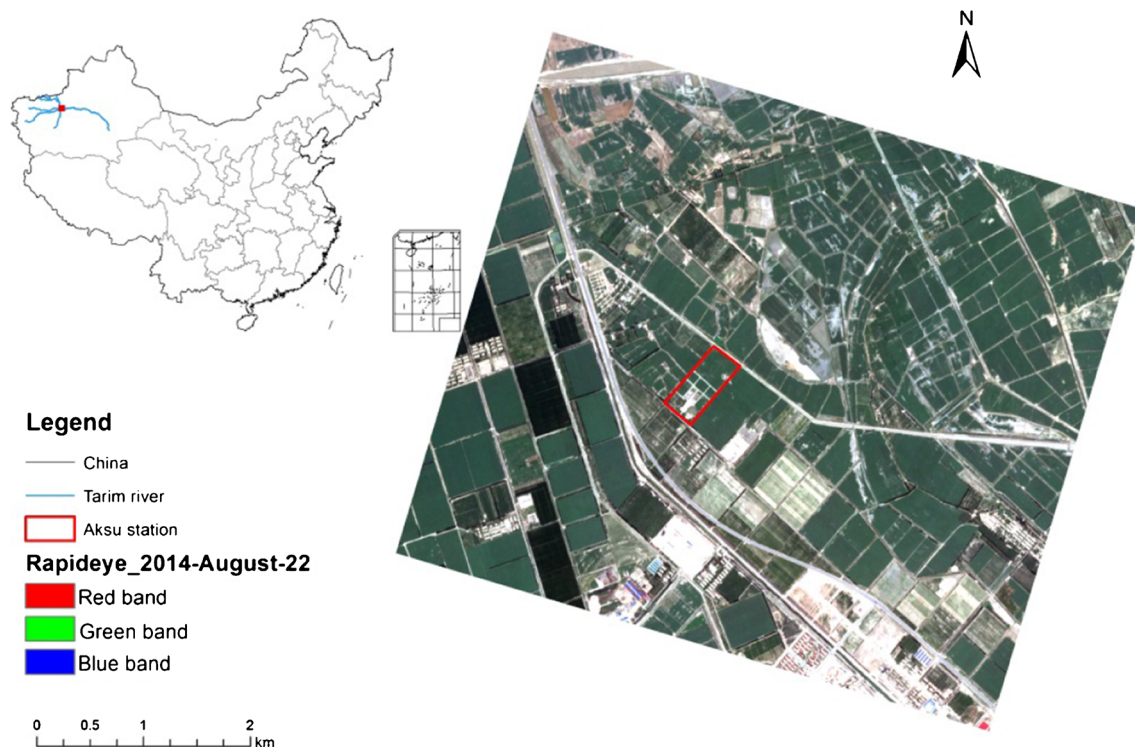 N
Legend
China
Tarim river
Aksu station
Rapideye_2014-August-22
Red band
Green band
Blue band
0 0.5 1 2
km